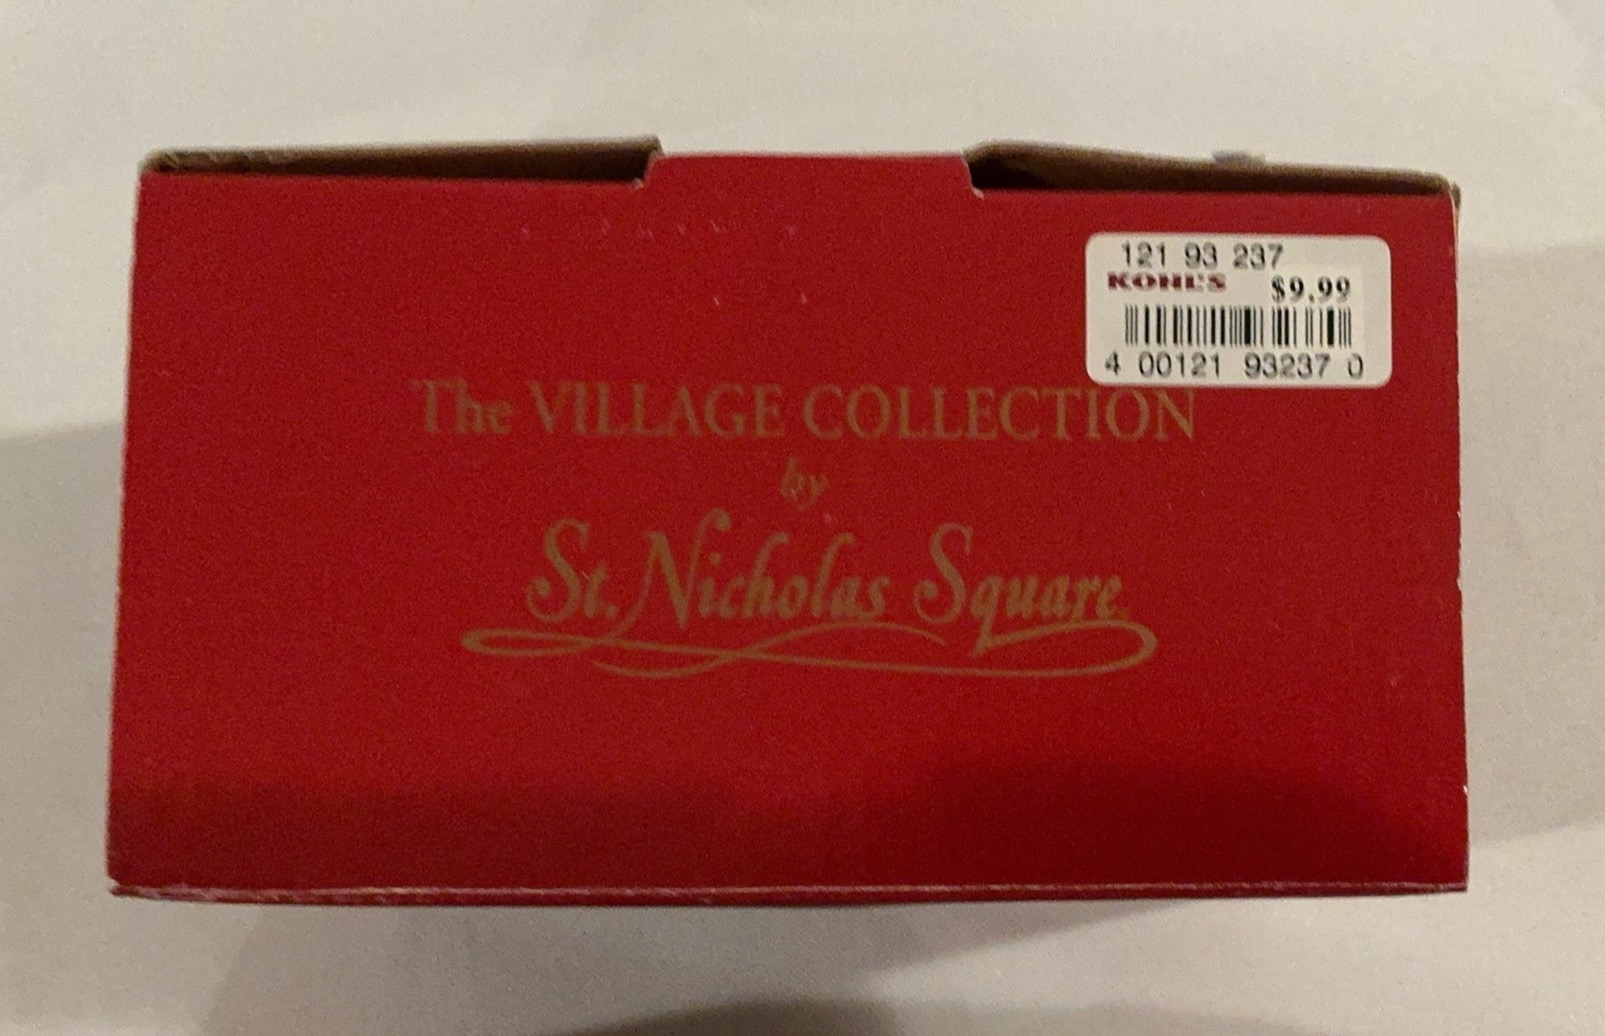 121 93 237
KOHL'S $9.99
4 00121 93237 0
The VILLAGE COLLECTION
by
St. Nicholas Square